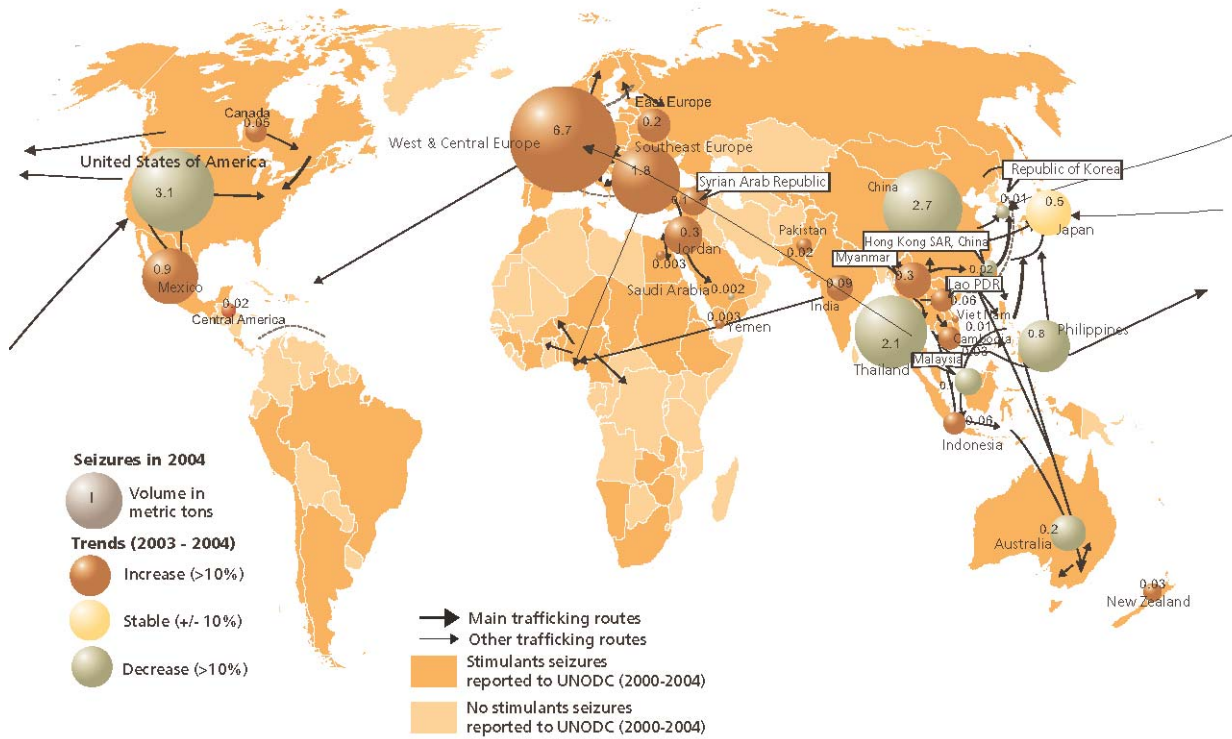 Canada
0.05
United States of America
3.1
0.9
Mexico
0.02
Central America
West & Central Europe
6.7
East Europe
0.2
Southeast Europe
1.8
Syrian Arab Republic
0.1
0.3
Jordan
0.003
Saudi Arabia
0.002
0.003
Yemen
Pakistan
0.02
0.09
India
China
2.7
Republic of Korea
0.01
0.5
Japan
Hong Kong SAR, China
0.02
Myanmar
0.3
Lao PDR
0.06
Viet Nam
0.01
Cambodia
0.03
2.1
Thailand
Malaysia
0.8
Philippines
0.06
Indonesia
0.2
Australia
0.03
New Zealand
Seizures in 2004
1
Volume in
metric tons
Trends (2003 - 2004)
Increase (>10%)
Stable (+/- 10%)
Decrease (>10%)
Main trafficking routes
Other trafficking routes
Stimulants seizures
reported to UNODC (2000-2004)
No stimulants seizures
reported to UNODC (2000-2004)